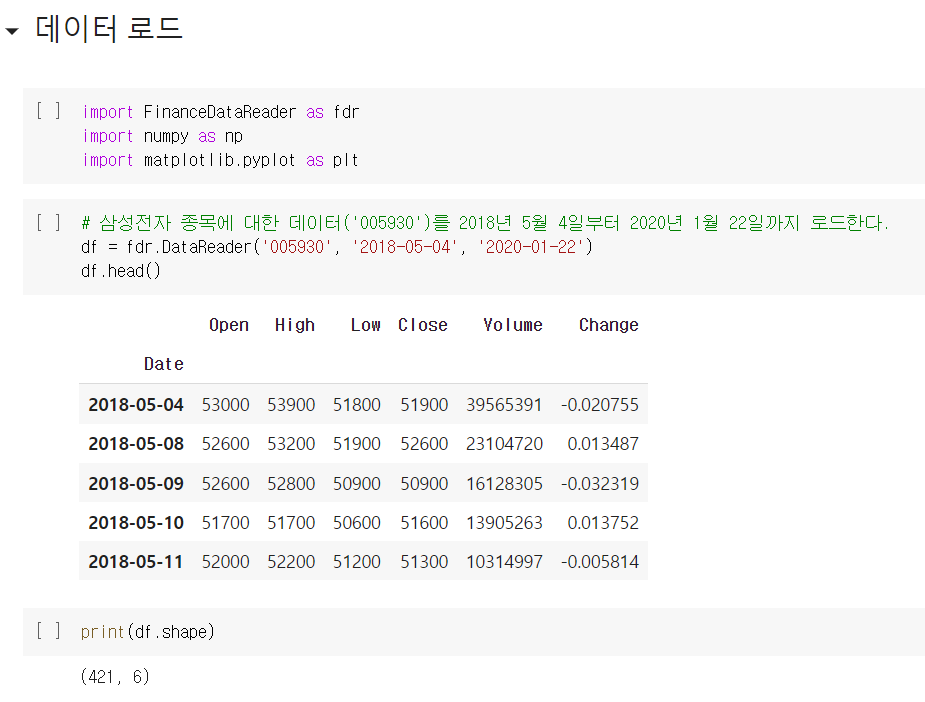 데이터 로드
[ ] import FinanceDataReader as fdr
import numpy as np
import matplotlib.pyplot as plt
[ ] # 삼성전자 종목에 대한 데이터('005930')를 2018년 5월 4일부터 2020년 1월 22일까지 로드한다.
df = fdr.DataReader('005930', '2018-05-04', '2020-01-22')
df.head()
Open High Low Close Volume Change
Date
2018-05-04 53000 53900 51800 51900 39565391 -0.020755
2018-05-08 52600 53200 51900 52600 23104720 0.013487
2018-05-09 52600 52800 50900 50900 16128305 -0.032319
2018-05-10 51700 51700 50600 51600 13905263 0.013752
2018-05-11 52000 52200 51200 51300 10314997 -0.005814
[ ] print(df.shape)
(421, 6)